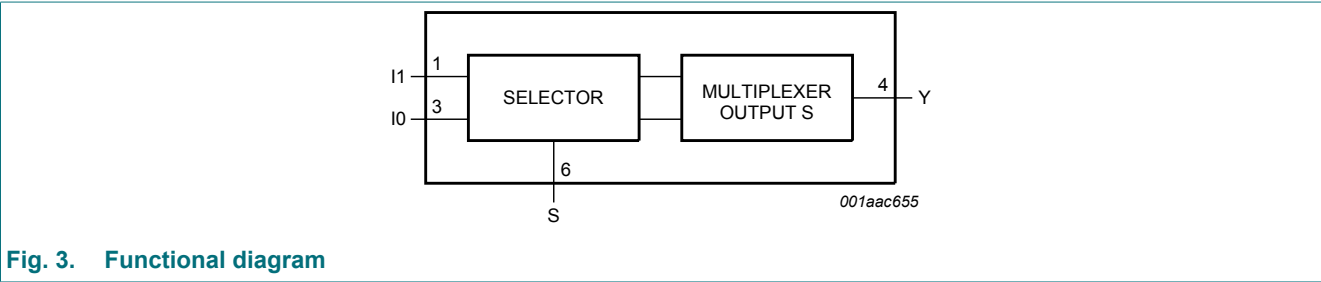 I1
1
I0
3
SELECTOR
6
S
MULTIPLEXER
OUTPUT S
4
Y
001aac655
Fig. 3. Functional diagram